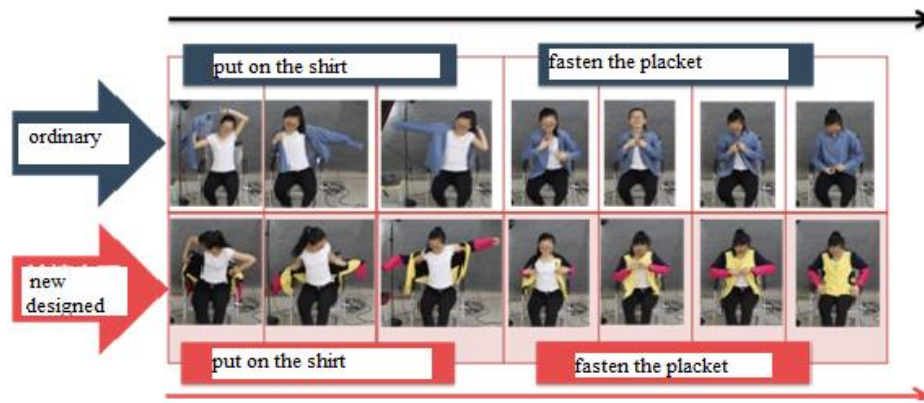 put on the shirt
fasten the placket
ordinary
new
designed
put on the shirt
fasten the placket